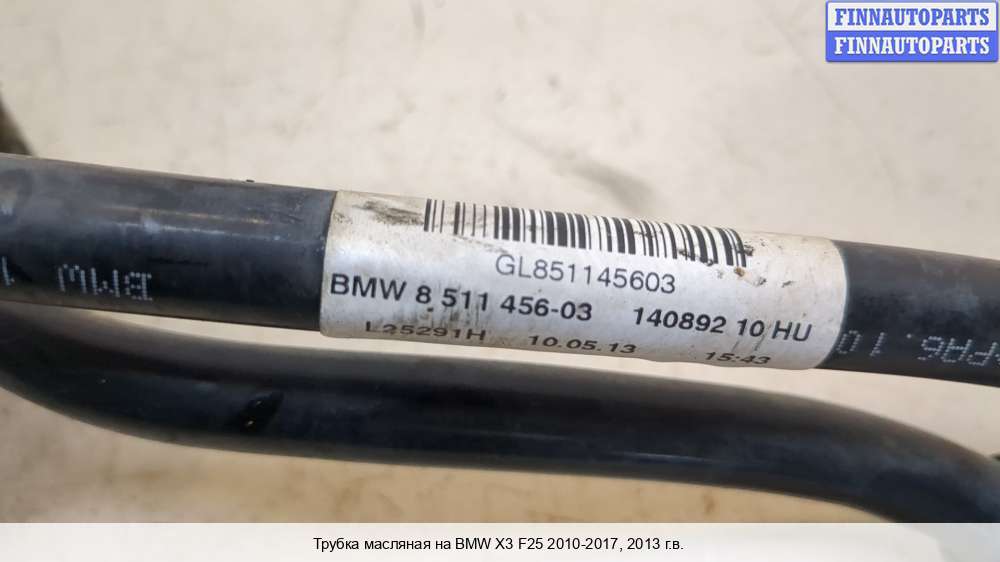 FINNAUTOPARTS
FINNAUTOPARTS
GL851145603
BMW 8 511 456-03 140892 10 HU
L25291H 10.05.13 15:43
BMW
Трубка масляная на BMW X3 F25 2010-2017, 2013 г.в.